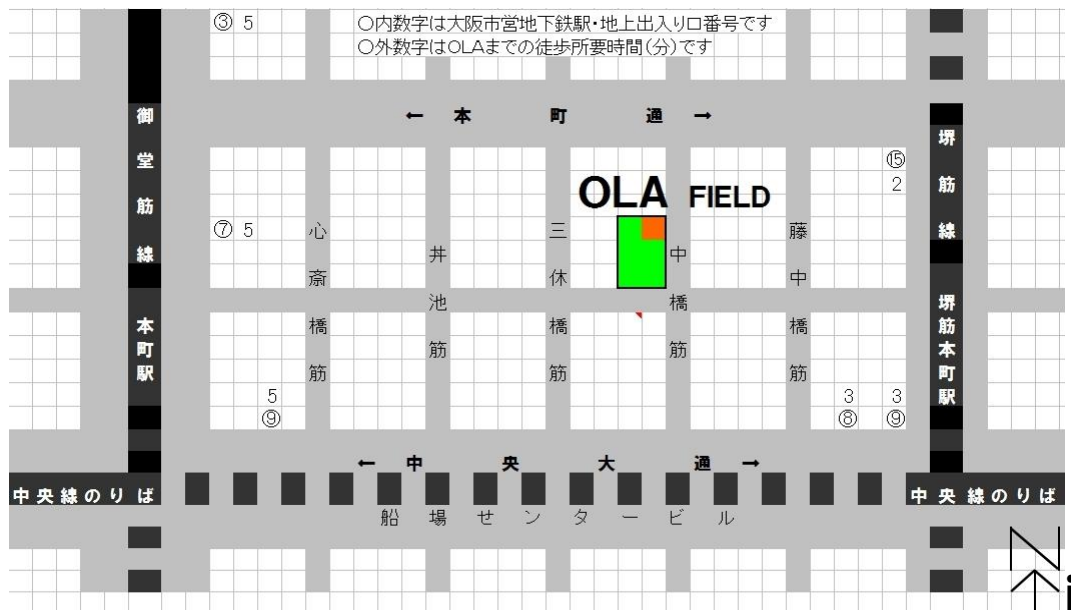 ③ 5
○内数字は大阪市営地下鉄駅・地上出入り口番号です
○外数字はOLAまでの徒歩所要時間(分)です
← 本町通 →
御堂筋線
堺筋線
⑮
2
OLA FIELD
⑦ 5
心斎橋筋
井池筋
三休橋筋
中橋筋
藤中橋筋
本町駅
堺筋本町駅
5
⑨
3
⑧
3
⑨
← 中央大通 →
中央線のりば
中央線のりば
船場センタービル
N